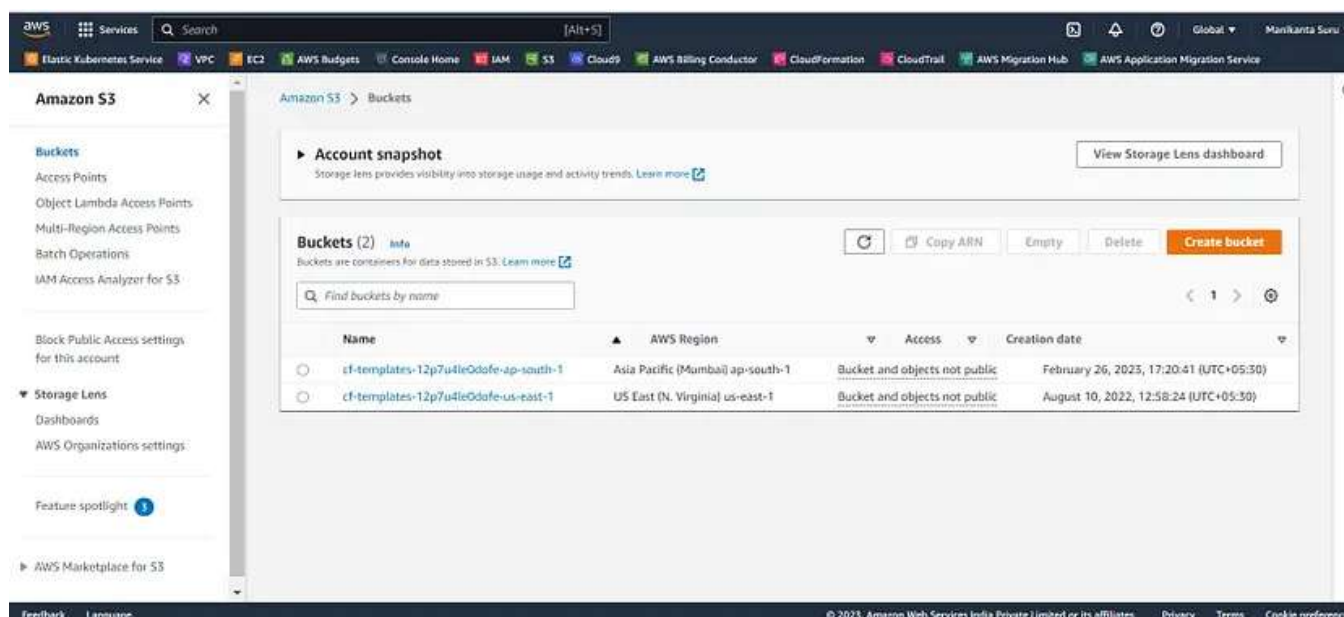 aws Services Search [Alt+S] Global Manikanta Suru
Elastic Kubernetes Service VPC EC2 AWS Budgets Console Home IAM S3 Cloud9 AWS Billing Conductor CloudFormation CloudTrail AWS Migration Hub AWS Application Migration Service
Amazon S3
Buckets
Access Points
Object Lambda Access Points
Multi-Region Access Points
Batch Operations
IAM Access Analyzer for S3
Block Public Access settings
for this account
Storage Lens
Dashboards
AWS Organizations settings
Feature spotlight 3
AWS Marketplace for S3
Amazon S3 > Buckets
Account snapshot
View Storage Lens dashboard
Storage lens provides visibility into storage usage and activity trends. Learn more
Buckets (2) Info
Copy ARN Empty Delete Create bucket
Buckets are containers for data stored in S3. Learn more
Find buckets by name
< 1 >
Name AWS Region Access Creation date
cf-templates-12p7u4le0dofe-ap-south-1 Asia Pacific (Mumbai) ap-south-1 Bucket and objects not public February 26, 2023, 17:20:41 (UTC+05:30)
cf-templates-12p7u4le0dofe-us-east-1 US East (N. Virginia) us-east-1 Bucket and objects not public August 10, 2022, 12:58:24 (UTC+05:30)
Feedback Language © 2023, Amazon Web Services India Private Limited or its affiliates. Privacy Terms Cookie preferenc